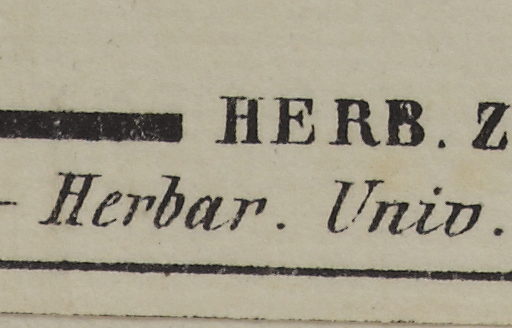 HERB. Z
– Herbar. Univ.